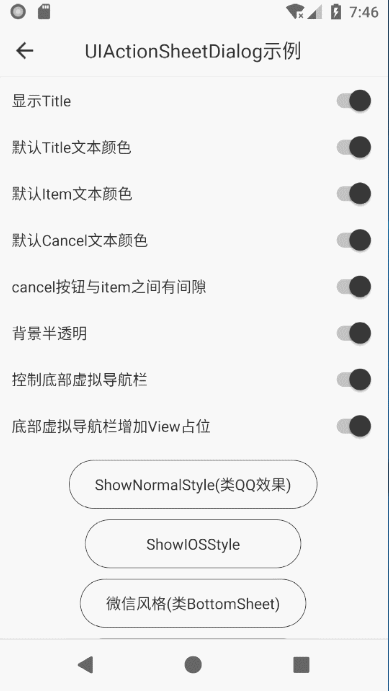 7:46
UIActionSheetDialog示例
显示Title
默认Title文本颜色
默认Item文本颜色
默认Cancel文本颜色
cancel按钮与item之间有间隙
背景半透明
控制底部虚拟导航栏
底部虚拟导航栏增加View占位
ShowNormalStyle(类QQ效果)
ShowIOSStyle
微信风格(类BottomSheet)